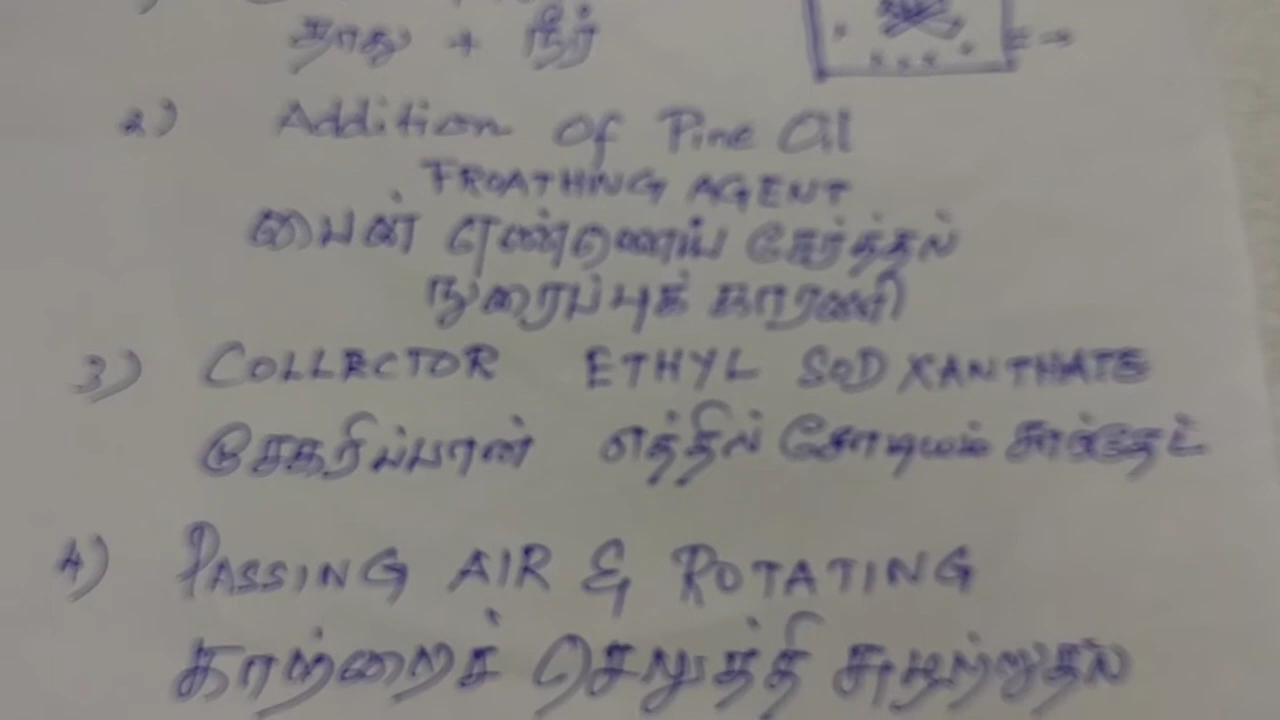 தாது + நீர்
2) Addition of Pine Oil
FROATHING AGENT
பைன் எண்ணெய் சேர்த்தல்
நுரைப்புக் காரணி
3) COLLECTOR ETHYL SOD XANTHATE
சேகரிப்பான் எத்தில் சோடியம்
4) PASSING AIR & ROTATING
காற்றைச் செலுத்தி சுழற்றுதல்